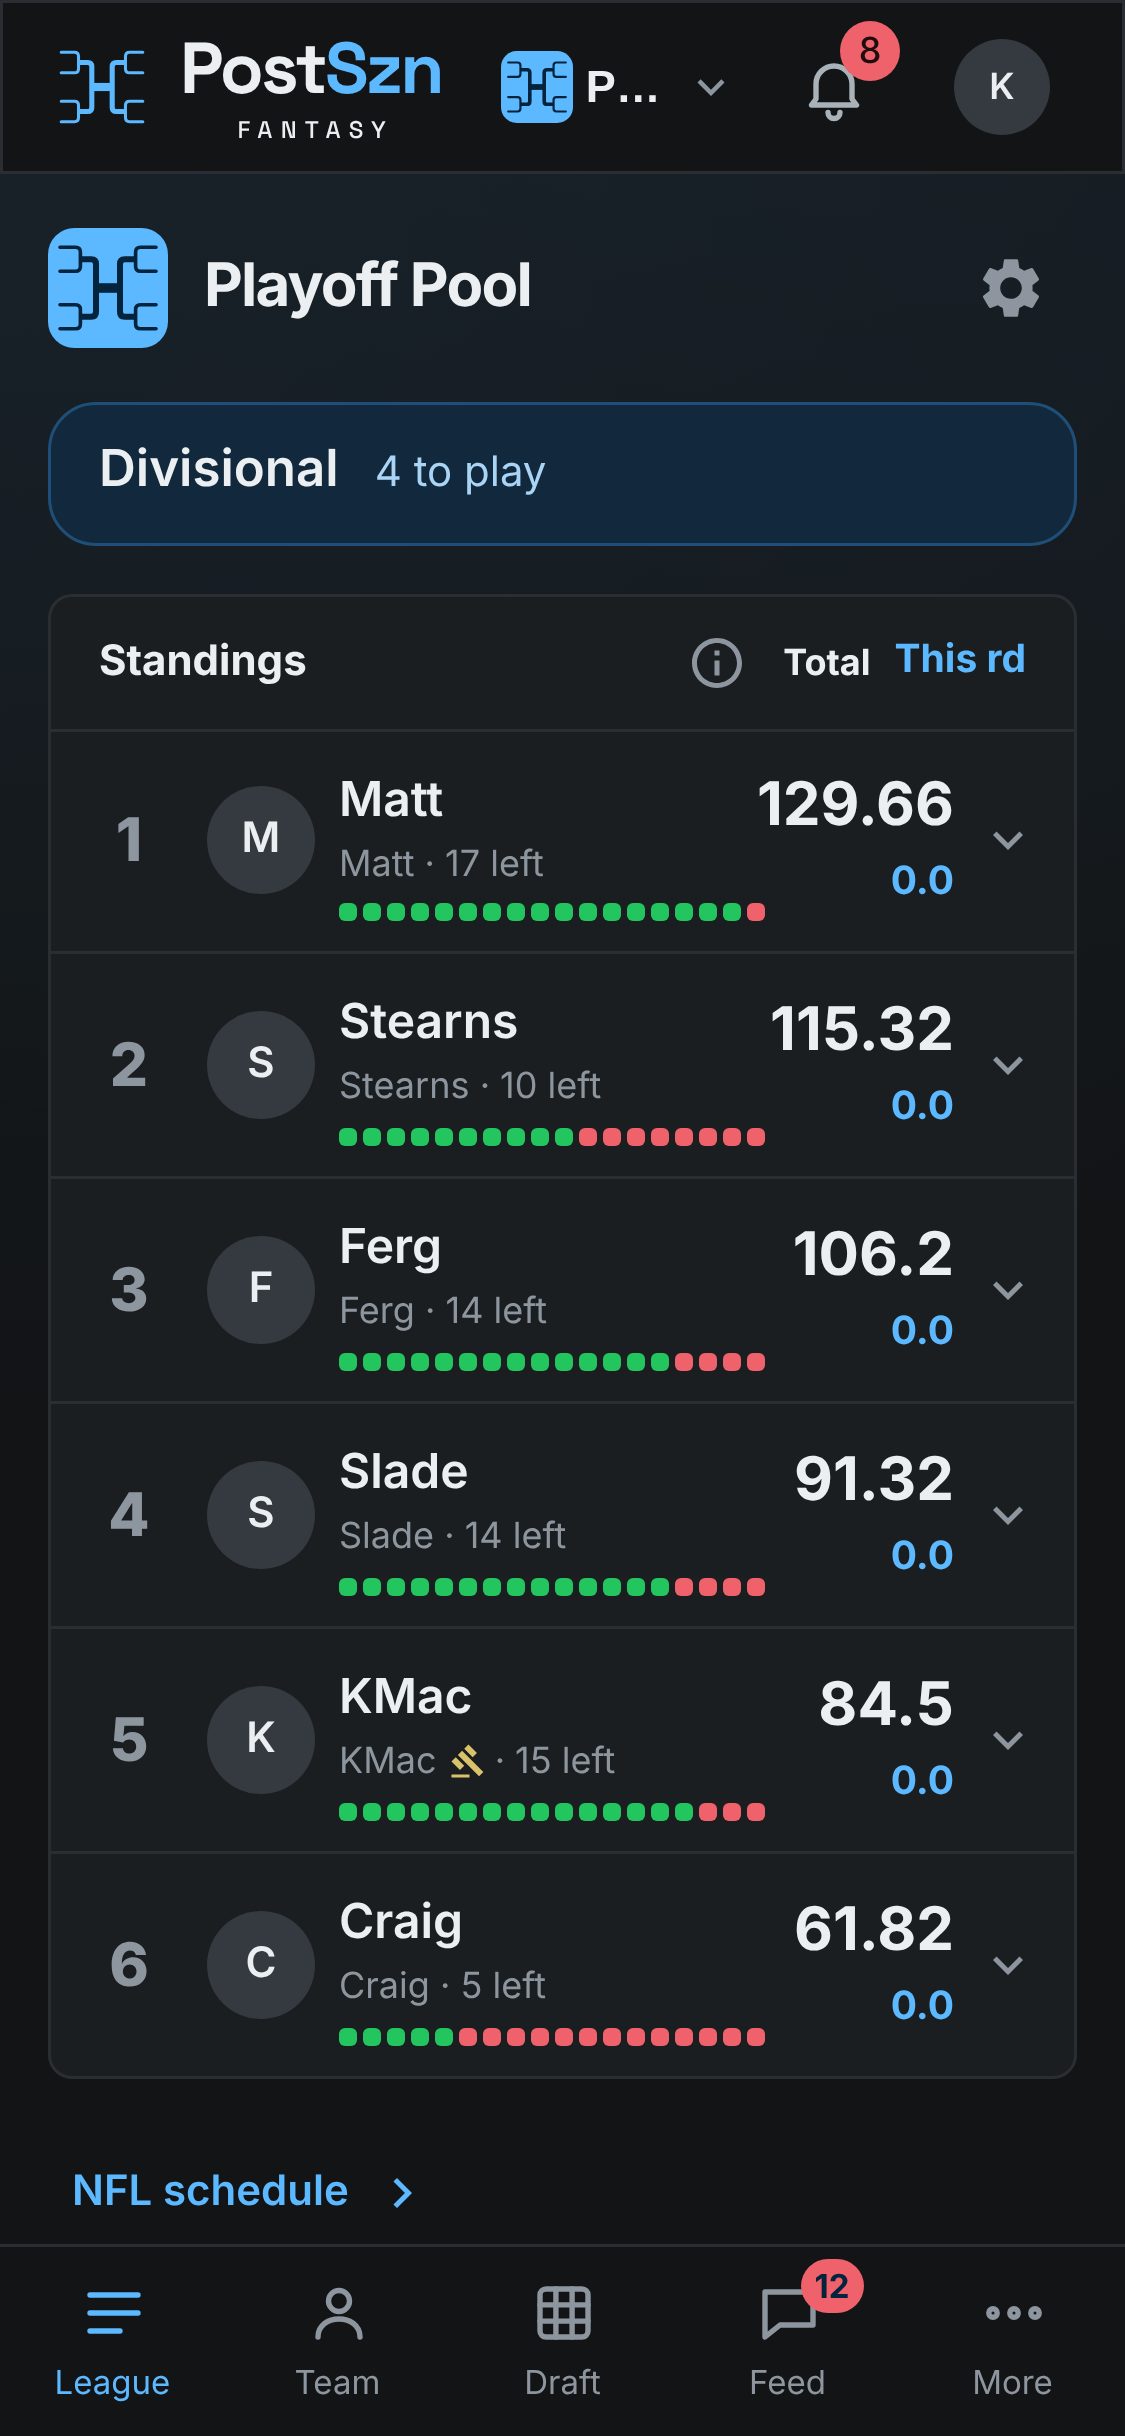 PostSzn
FANTASY
P...
8
K
Playoff Pool
Divisional 4 to play
Standings Total This rd
1 M Matt 129.66
Matt · 17 left 0.0
2 S Stearns 115.32
Stearns · 10 left 0.0
3 F Ferg 106.2
Ferg · 14 left 0.0
4 S Slade 91.32
Slade · 14 left 0.0
5 K KMac 84.5
KMac · 15 left 0.0
6 C Craig 61.82
Craig · 5 left 0.0
NFL schedule
12
League Team Draft Feed More